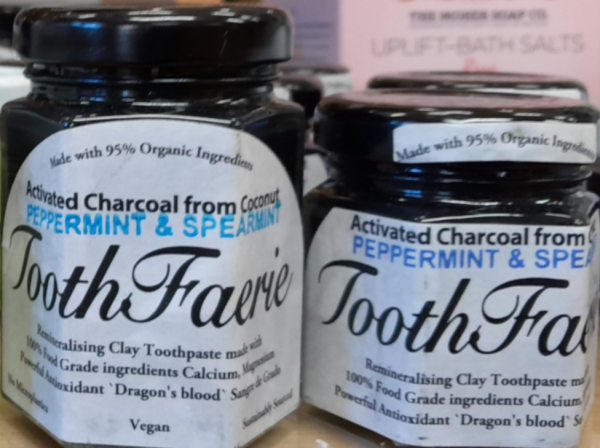 THE MONER SOAP CO.
UPLIFT-BATH SALTS
Made with 95% Organic Ingredients
Activated Charcoal from Coconut
PEPPERMINT & SPEARMINT
ToothFaerie
Remineralising Clay Toothpaste made with
100% Food Grade ingredients Calcium, Magnesium
Powerful Antioxidant `Dragon's blood` Sangre de Grado
No Microplastics
Vegan
Sustainably Sourced
Made with 95% Organic Ingredients
Activated Charcoal from
PEPPERMINT & SPEA
ToothFae
Remineralising Clay Toothpaste ma
100% Food Grade ingredients Calcium,
Powerful Antioxidant `Dragon's blood` Sa